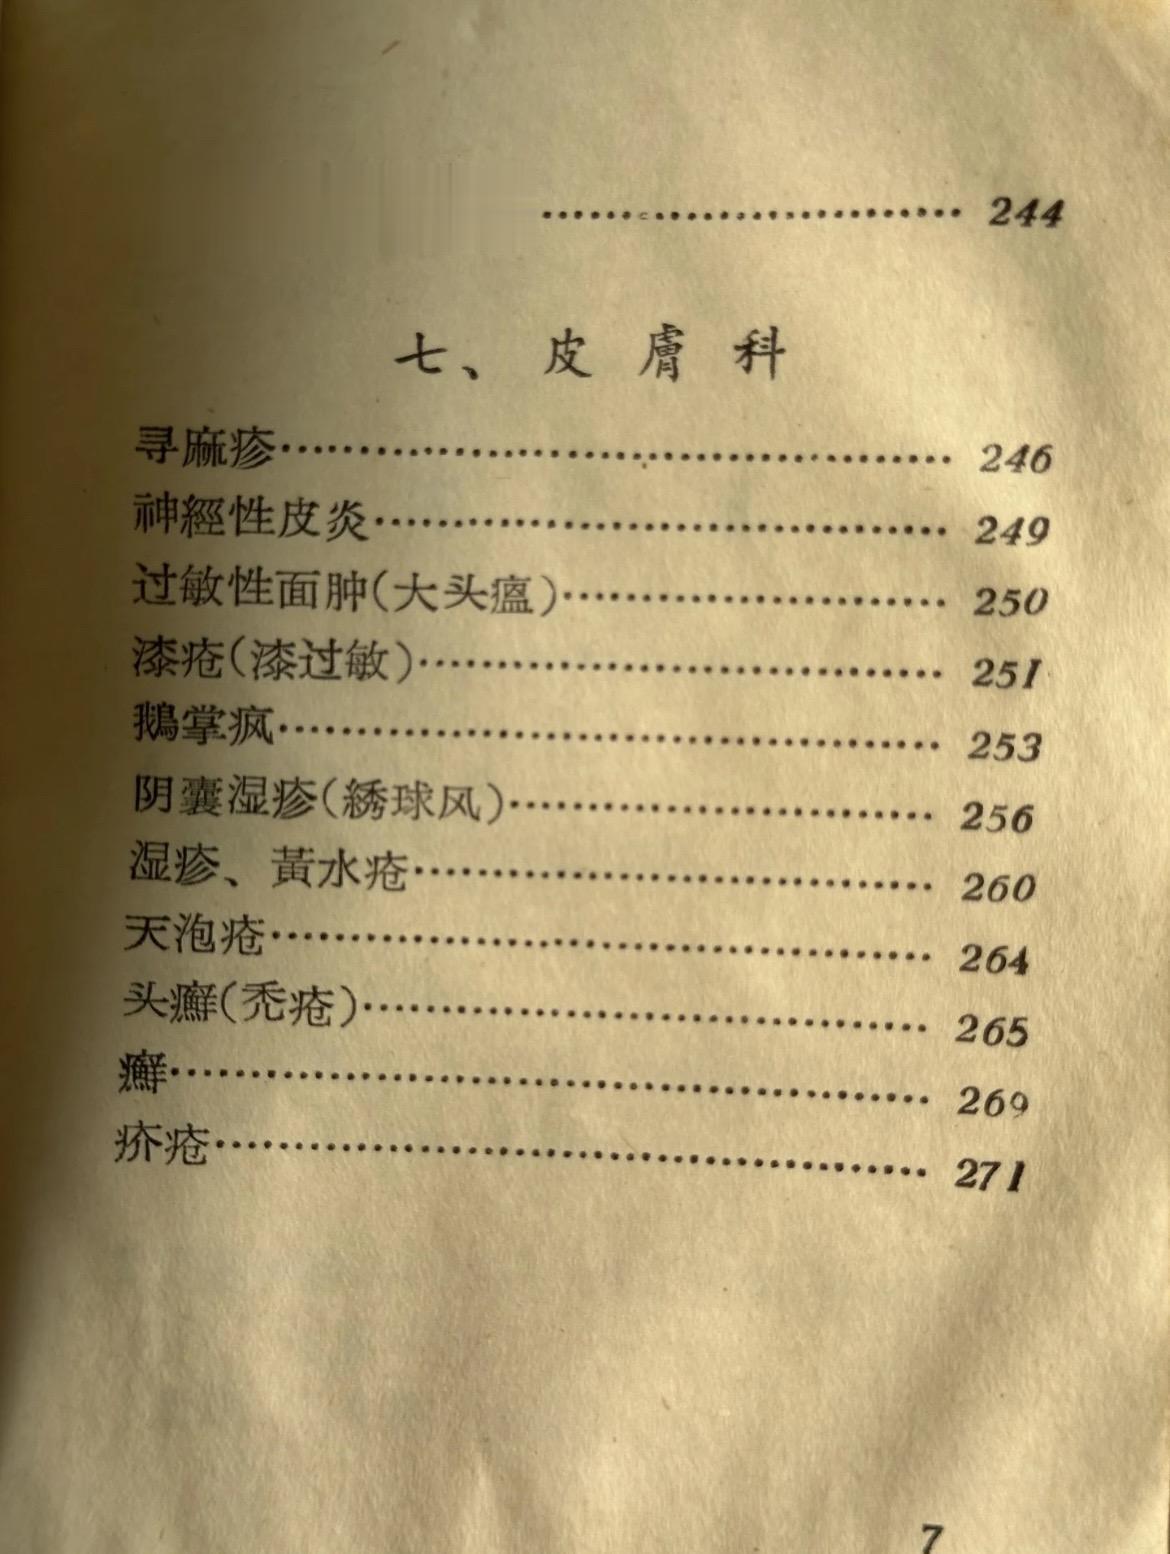 ……………………… 244
七、皮膚科
寻麻疹……………………… 246
神經性皮炎……………………… 249
过敏性面肿(大头瘟)……………………… 250
漆疮(漆过敏)……………………… 251
鵝掌疯……………………… 253
阴囊湿疹(綉球风)……………………… 256
湿疹、黃水疮……………………… 260
天泡疮……………………… 264
头癬(禿疮)……………………… 265
癬……………………… 269
疥疮……………………… 271
7